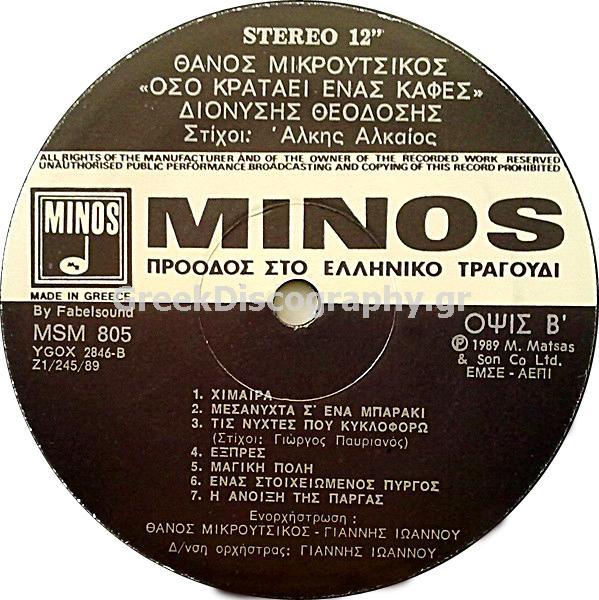 STEREO 12"
ΘΑΝΟΣ ΜΙΚΡΟΥΤΣΙΚΟΣ
«ΟΣΟ ΚΡΑΤΑΕΙ ΕΝΑΣ ΚΑΦΕΣ»
ΔΙΟΝΥΣΗΣ ΘΕΟΔΟΣΗΣ
Στίχοι: ΄Αλκης Αλκαίος
ALL RIGHTS OF THE MANUFACTURER AND OF THE OWNER OF THE RECORDED WORK RESERVED
UNAUTHORISED PUBLIC PERFORMANCE BROADCASTING AND COPYING OF THIS RECORD PROHIBITED
MINOS
MINOS
ΠΡΟΟΔΟΣ ΣΤΟ ΕΛΛΗΝΙΚΟ ΤΡΑΓΟΥΔΙ
MADE IN GREECE
GreekDiscography.gr
By Fabelsound
MSM 805
YGOX 2846-B
Z1/245/89
ΟΨΙΣ Β'
Ⓟ 1989 M. Matsas
& Son Co Ltd.
ΕΜΣΕ - ΑΕΠΙ
1. ΧΙΜΑΙΡΑ
2. ΜΕΣΑΝΥΧΤΑ Σ' ΕΝΑ ΜΠΑΡΑΚΙ
3. ΤΙΣ ΝΥΧΤΕΣ ΠΟΥ ΚΥΚΛΟΦΟΡΩ
(Στίχοι: Γιώργος Παυριανός)
4. ΕΞΠΡΕΣ
5. ΜΑΓΙΚΗ ΠΟΛΗ
6. ΕΝΑΣ ΣΤΟΙΧΕΙΩΜΕΝΟΣ ΠΥΡΓΟΣ
7. Η ΑΝΟΙΞΗ ΤΗΣ ΠΑΡΓΑΣ
Ενορχήστρωση :
ΘΑΝΟΣ ΜΙΚΡΟΥΤΣΙΚΟΣ - ΓΙΑΝΝΗΣ ΙΩΑΝΝΟΥ
Δ/νση ορχήστρας: ΓΙΑΝΝΗΣ ΙΩΑΝΝΟΥ